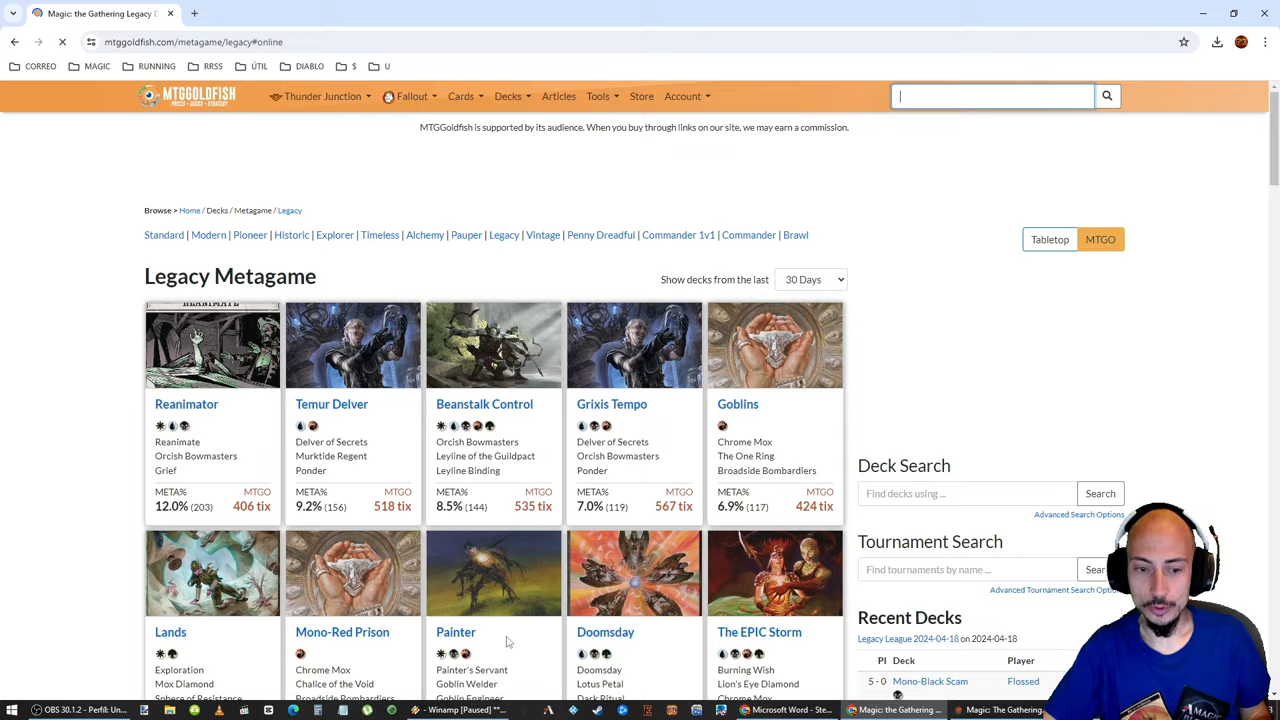 Magic: the Gathering Legacy D
mtggoldfish.com/metagame/legacy#online
CORREO MAGIC RUNNING RRSS ÚTIL DIABLO $ U
MTGGOLDFISH
PRICES • DECKS • STRATEGY
Thunder Junction Fallout Cards Decks Articles Tools Store Account
MTGGoldfish is supported by its audience. When you buy through links on our site, we may earn a commission.
Browse > Home / Decks / Metagame / Legacy
Standard | Modern | Pioneer | Historic | Explorer | Timeless | Alchemy | Pauper | Legacy | Vintage | Penny Dreadful | Commander 1v1 | Commander | Brawl
Tabletop MTGO
Legacy Metagame
Show decks from the last 30 Days
REANIMATE
Reanimator Temur Delver Beanstalk Control Grixis Tempo Goblins
Reanimate Delver of Secrets Orcish Bowmasters Delver of Secrets Chrome Mox
Orcish Bowmasters Murktide Regent Leyline of the Guildpact Orcish Bowmasters The One Ring
Grief Ponder Leyline Binding Ponder Broadside Bombardiers
META% MTGO META% MTGO META% MTGO META% MTGO META% MTGO
12.0% (203) 406 tix 9.2% (156) 518 tix 8.5% (144) 535 tix 7.0% (119) 567 tix 6.9% (117) 424 tix
Lands Mono-Red Prison Painter Doomsday The EPIC Storm
Exploration Chrome Mox Painter's Servant Doomsday Burning Wish
Mox Diamond Chalice of the Void Goblin Welder Lotus Petal Lion's Eye Diamond
Sphere of Resistance Broadside Bombardiers Goblin Engineer Dark Ritual Chrome Mox
Deck Search
Find decks using ... Search
Advanced Search Options
Tournament Search
Find tournaments by name ... Sear
Advanced Tournament Search Optio
Recent Decks
Legacy League 2024-04-18 on 2024-04-18
Pl Deck Player
5 - 0 Mono-Black Scam Flossed
OBS 30.1.2 - Perfil: Un... - Winamp [Paused] **... Microsoft Word - Ste... Magic: the Gathering ... Magic: The Gathering...